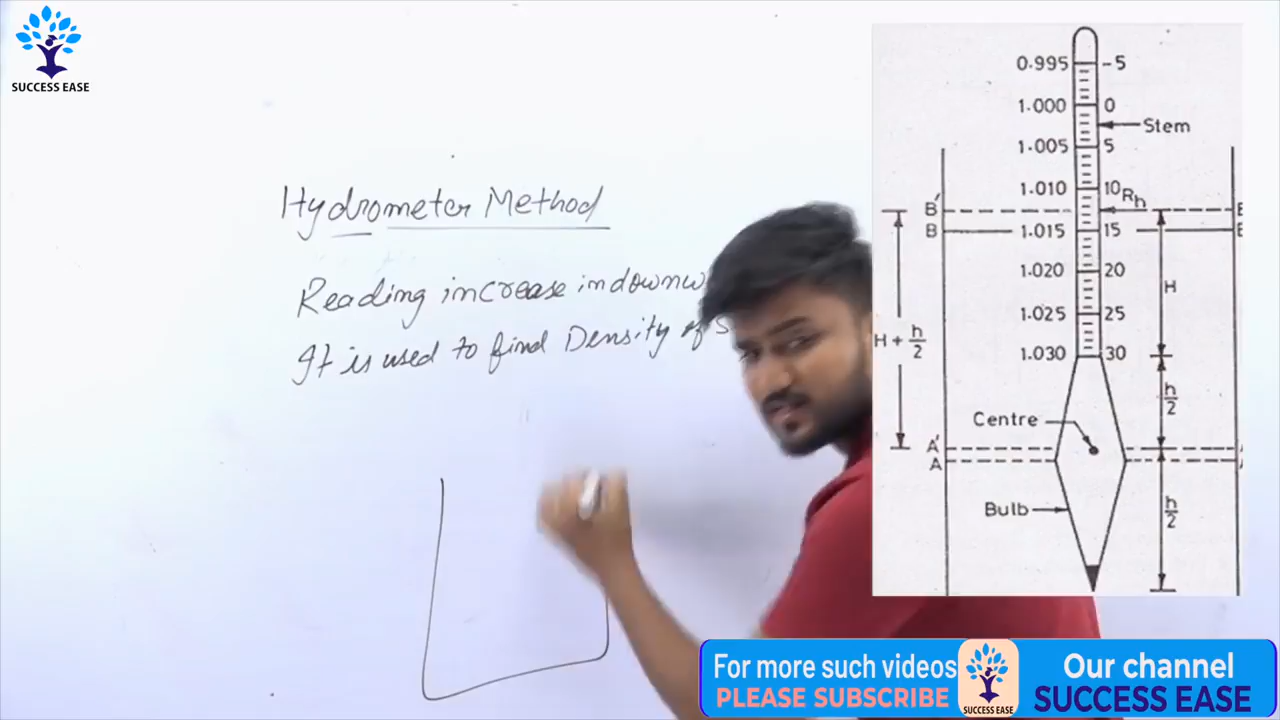 SUCCESS EASE
Hydrometer Method
Reading increase in downw
It is used to find Density of S
0.995 -5
1.000 0
Stem
1.005 5
1.010 10
Rh
B'
B 1.015 15
1.020 20
H
1.025 25
H + h/2
1.030 30
h/2
Centre
A'
A
Bulb
h/2
For more such videos
PLEASE SUBSCRIBE
SUCCESS EASE
Our channel
SUCCESS EASE